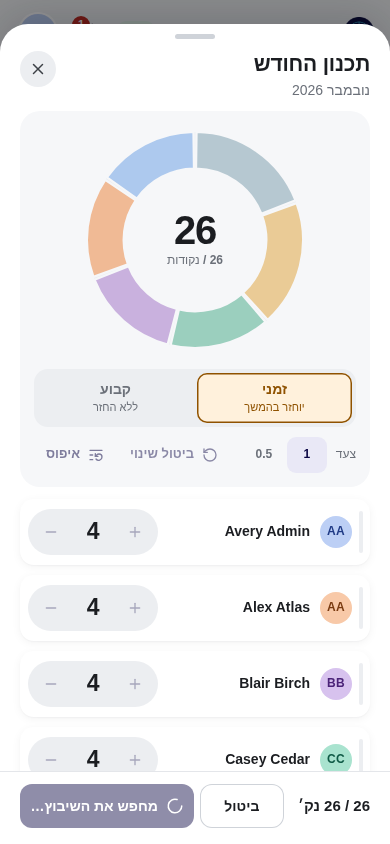 1
תכנון החודש
נובמבר 2026
26
26 / נקודות
זמני
יוחזר בהמשך
קבוע
ללא החזר
צעד 1 0.5 ביטול שינוי איפוס
AA Avery Admin + 4 −
AA Alex Atlas + 4 −
BB Blair Birch + 4 −
CC Casey Cedar + 4 −
26 / 26 נק׳ ביטול מחפש את השיבוץ…